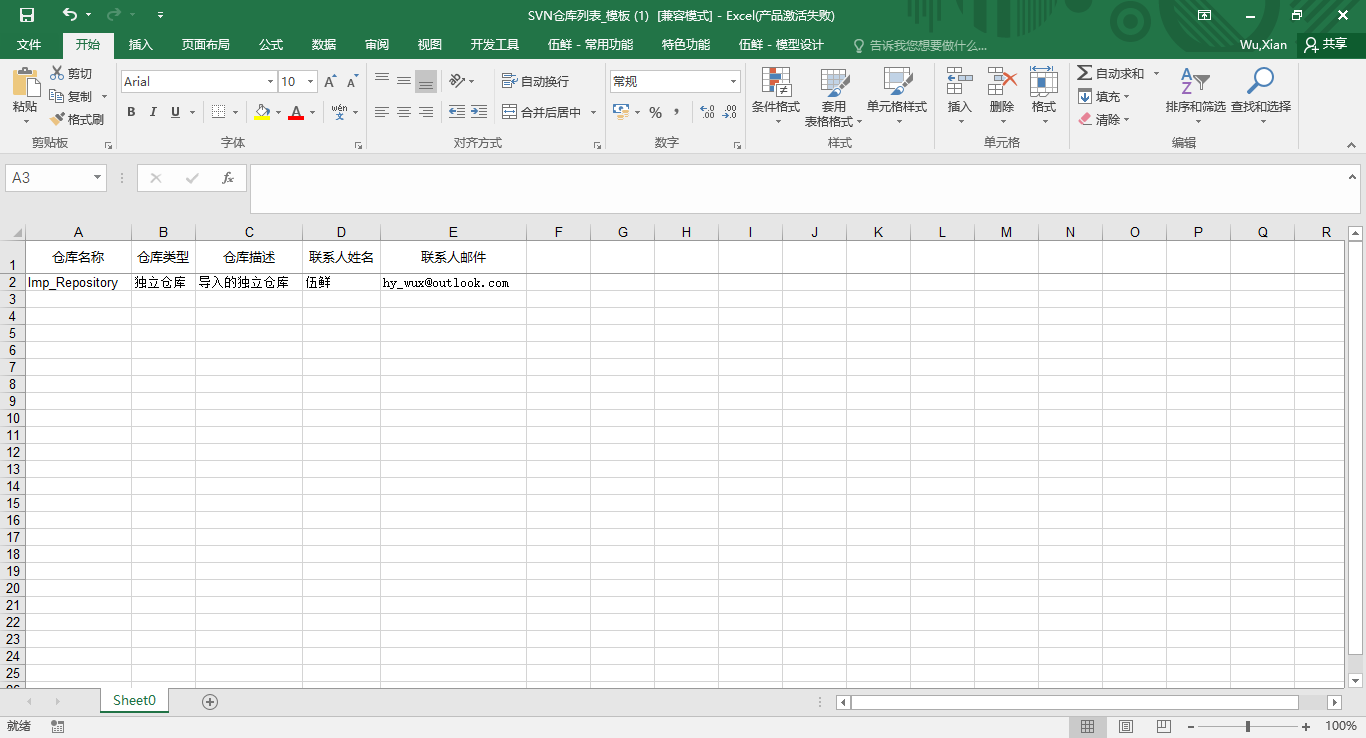 SVN仓库列表_模板 (1) [兼容模式] - Excel(产品激活失败)
文件 开始 插入 页面布局 公式 数据 审阅 视图 开发工具 伍鲜 - 常用功能 特色功能 伍鲜 - 模型设计 告诉我您想要做什么... Wu,Xian 共享
粘贴 剪切 复制 格式刷
Arial 10 A A
B I U A wén 文
自动换行
合并后居中
常规
% , .00 .0
条件格式 套用表格格式 单元格样式
插入 删除 格式
自动求和 填充 清除
排序和筛选 查找和选择
剪贴板 字体 对齐方式 数字 样式 单元格 编辑
A3 fx
A B C D E F G H I J K L M N O P Q R
1 仓库名称 仓库类型 仓库描述 联系人姓名 联系人邮件
2 Imp_Repository 独立仓库 导入的独立仓库 伍鲜 hy_wux@outlook.com
3
4
5
6
7
8
9
10
11
12
13
14
15
16
17
18
19
20
21
22
23
24
25
Sheet0
就绪 100%